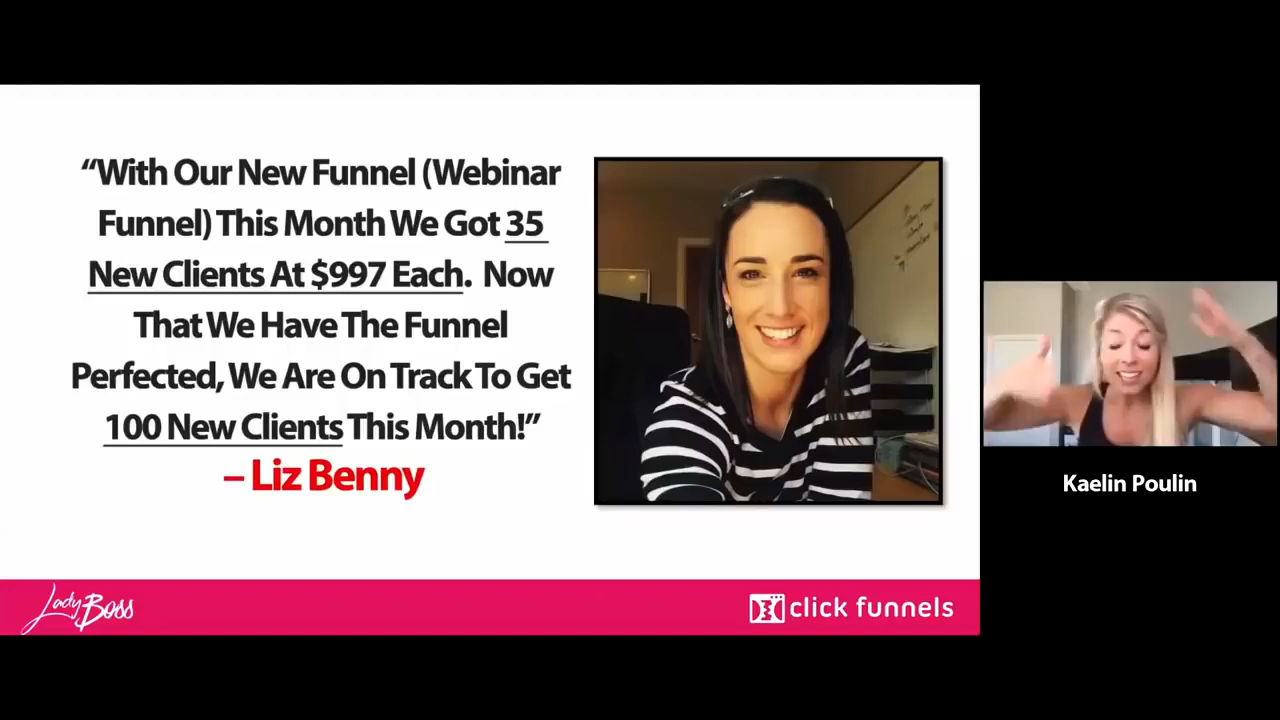 “With Our New Funnel (Webinar
Funnel) This Month We Got 35
New Clients At $997 Each.  Now
That We Have The Funnel
Perfected, We Are On Track To Get
100 New Clients This Month!”
– Liz Benny
Kaelin Poulin
LadyBoss
click funnels